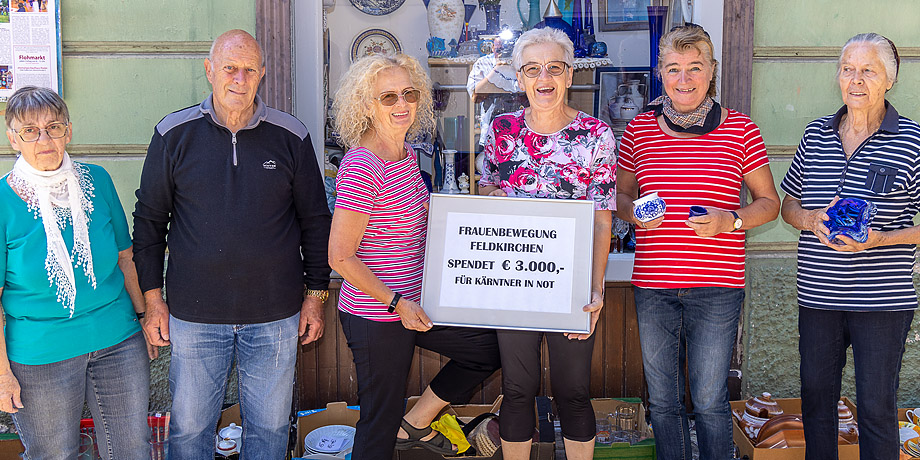 Flohmarkt
FRAUENBEWEGUNG
FELDKIRCHEN
SPENDET € 3.000,-
FÜR KÄRNTNER IN NOT